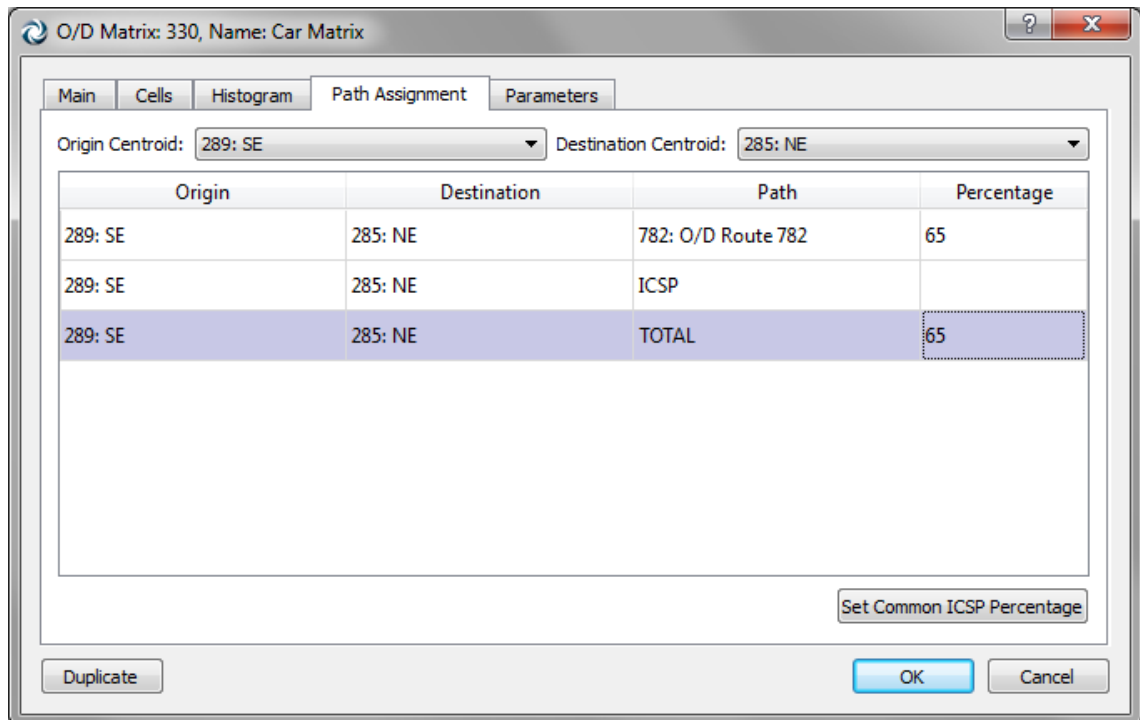 O/D Matrix: 330, Name: Car Matrix
? X
Main Cells Histogram Path Assignment Parameters
Origin Centroid: 289: SE Destination Centroid: 285: NE
Origin Destination Path Percentage
289: SE 285: NE 782: O/D Route 782 65
289: SE 285: NE ICSP
289: SE 285: NE TOTAL 65
Set Common ICSP Percentage
Duplicate OK Cancel